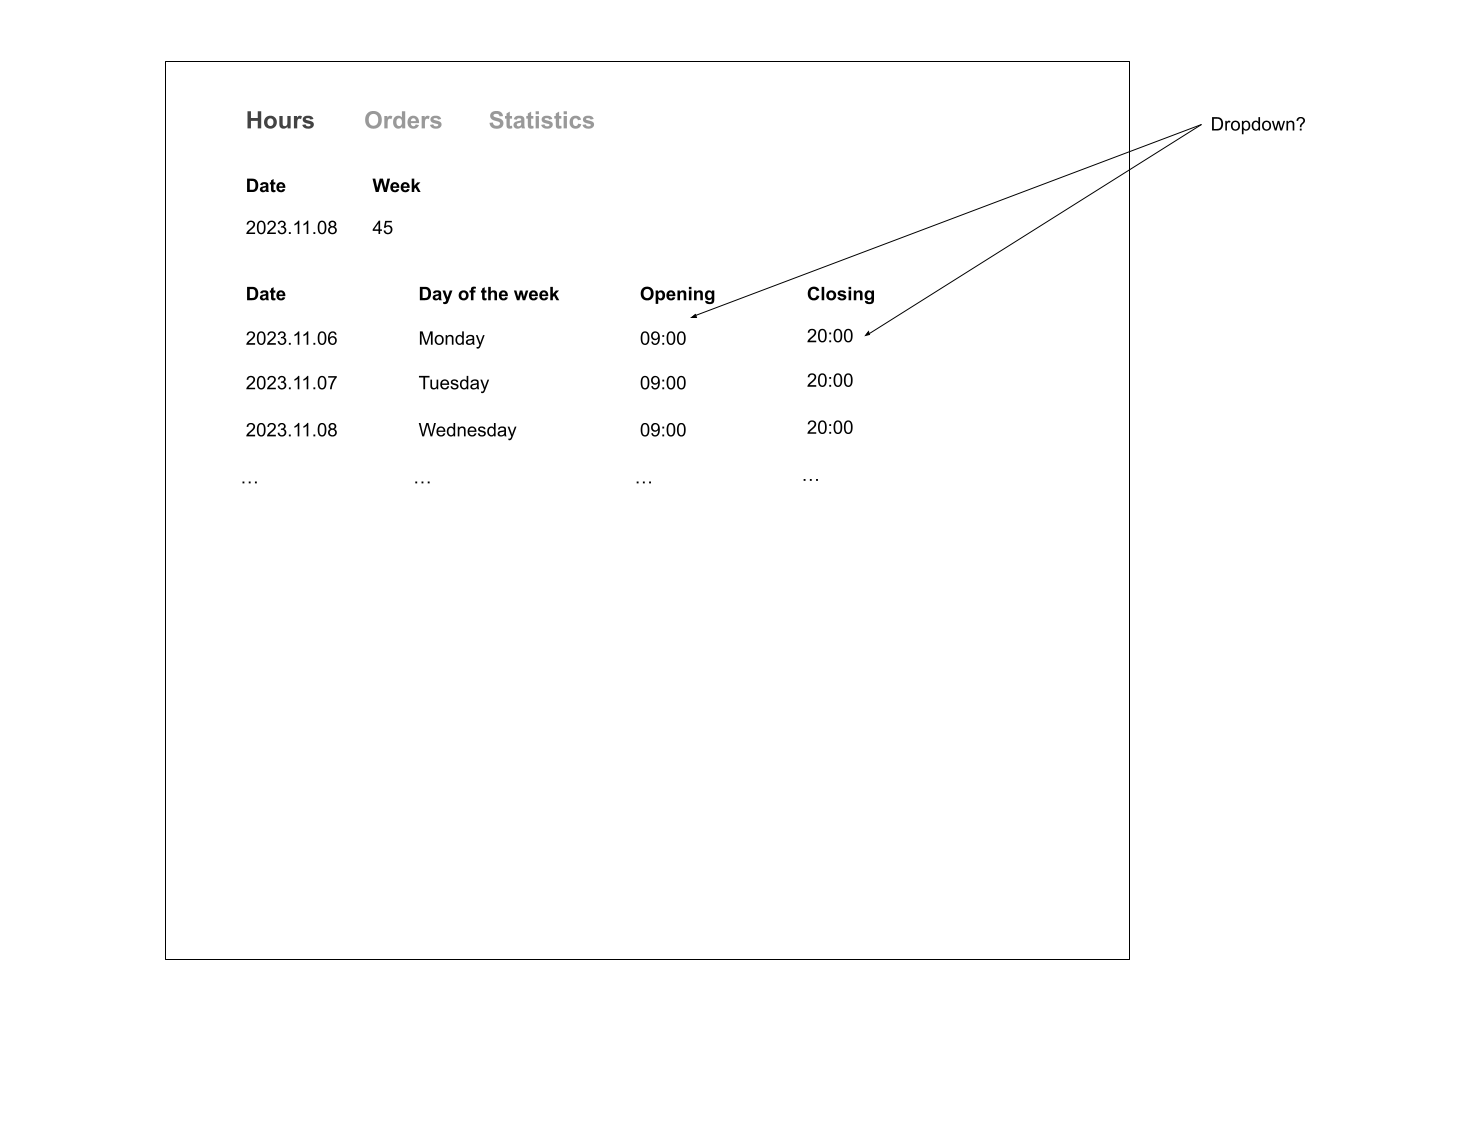 Hours Orders Statistics
Dropdown?
Date Week
2023.11.08 45
Date Day of the week Opening Closing
2023.11.06 Monday 09:00 20:00
2023.11.07 Tuesday 09:00 20:00
2023.11.08 Wednesday 09:00 20:00
... ... ... ...